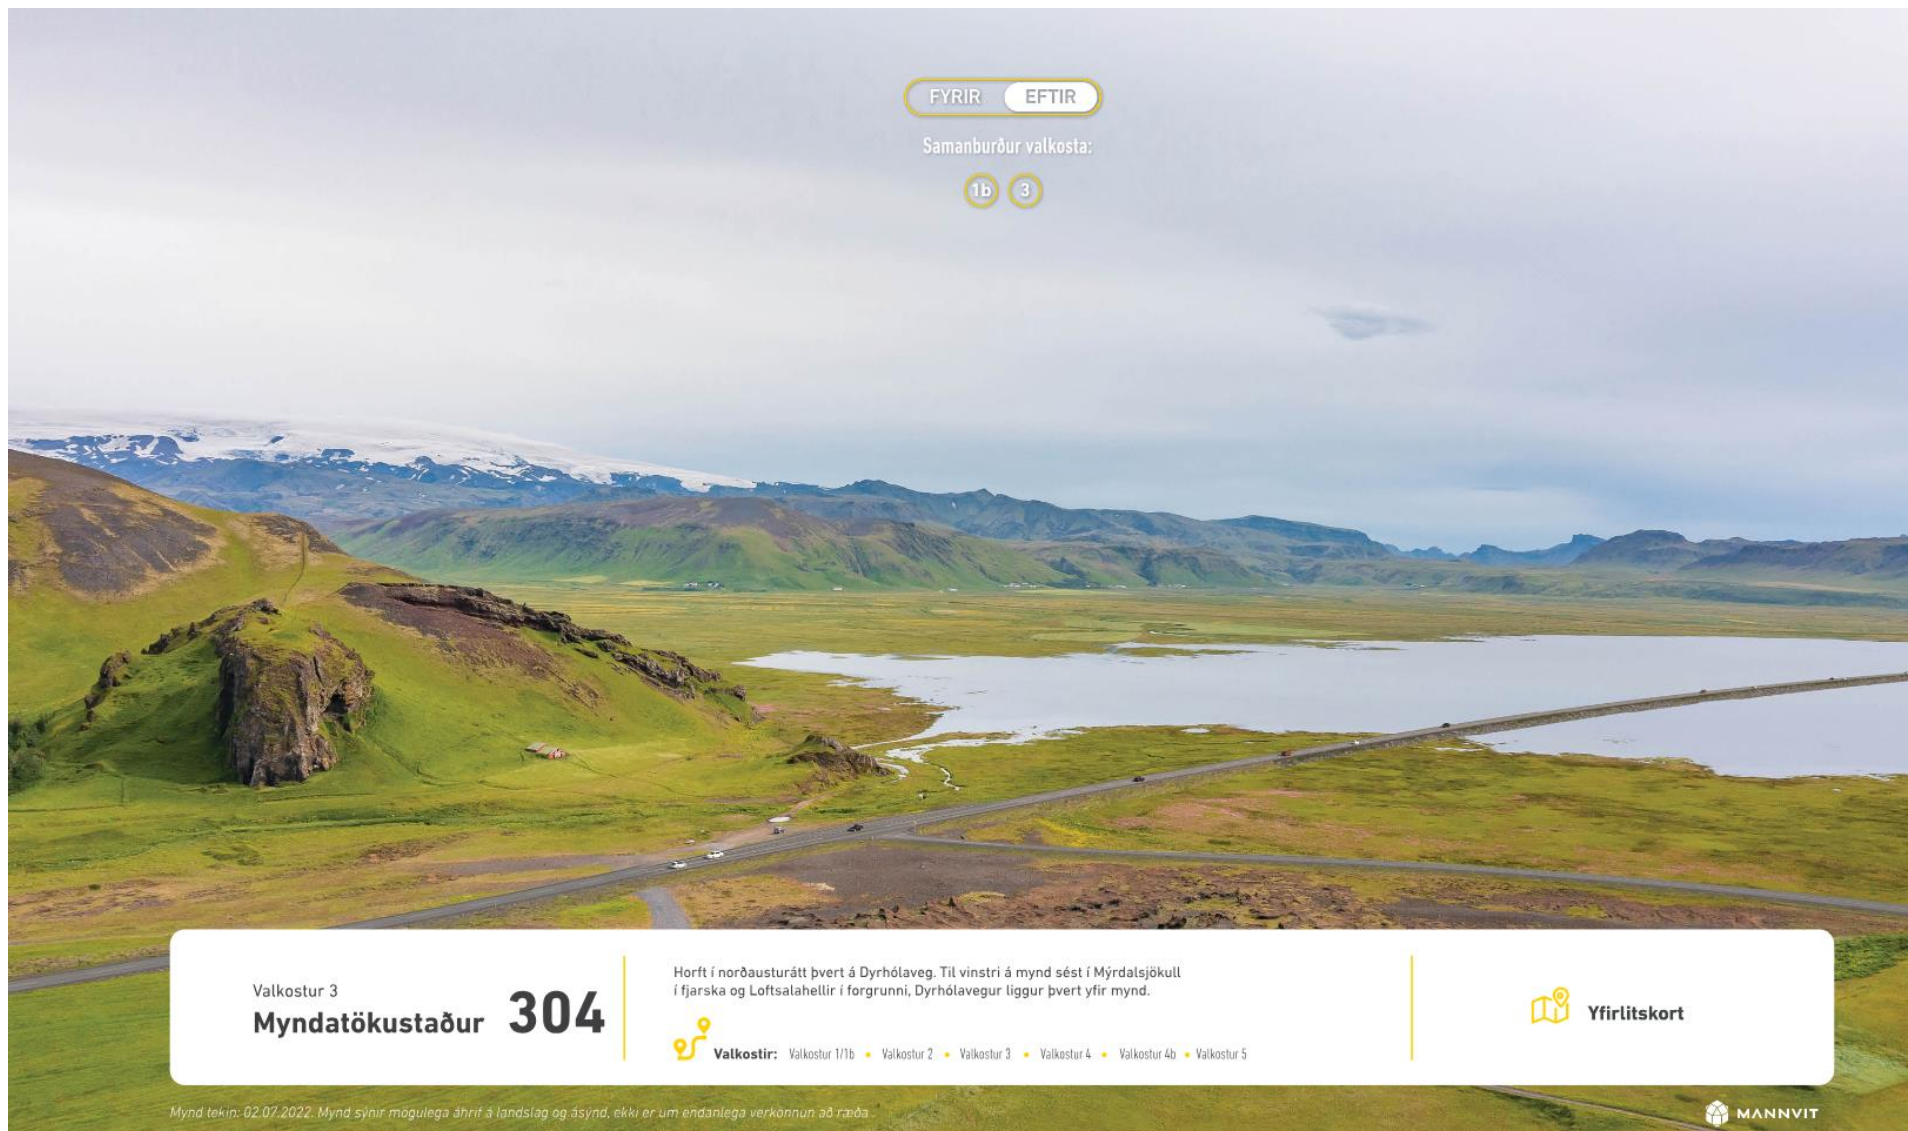 FYRIR EFTIR
Samanburður valkosta:
1b 3
Valkostur 3
Myndatökustaður 304
Horft í norðausturátt þvert á Dyrhólaveg. Til vinstri á mynd sést í Mýrdalsjökull
í fjarska og Loftsalahellir í forgrunni, Dyrhólavegur liggur þvert yfir mynd.
Valkostir: Valkostur 1/1b • Valkostur 2 • Valkostur 3 • Valkostur 4 • Valkostur 4b • Valkostur 5
Yfirlitskort
Mynd tekin: 02.07.2022. Mynd sýnir mögulega áhrif á landslag og ásýnd, ekki er um endanlega verkönnun að ræða .
MANNVIT